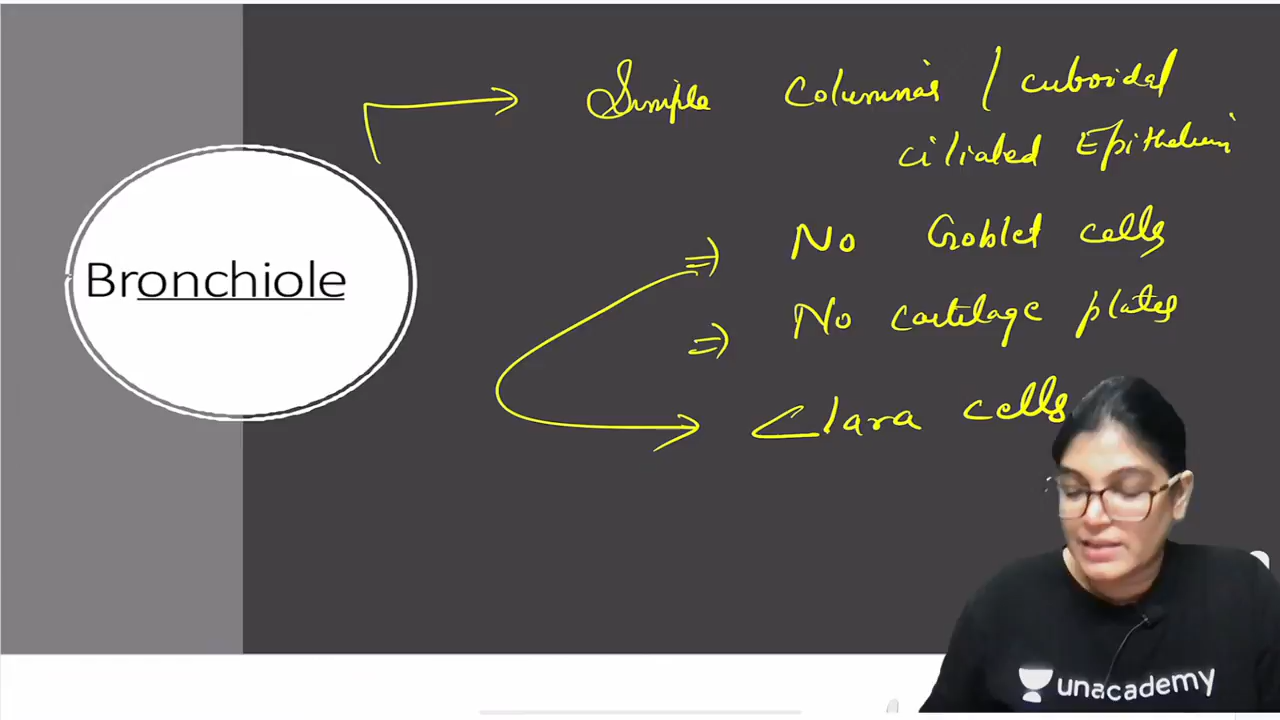 Simple columnar / cuboidal
ciliated Epithelium
Bronchiole
⇒ No Goblet cells
⇒ No cartilage plates
Clara cells
unacademy